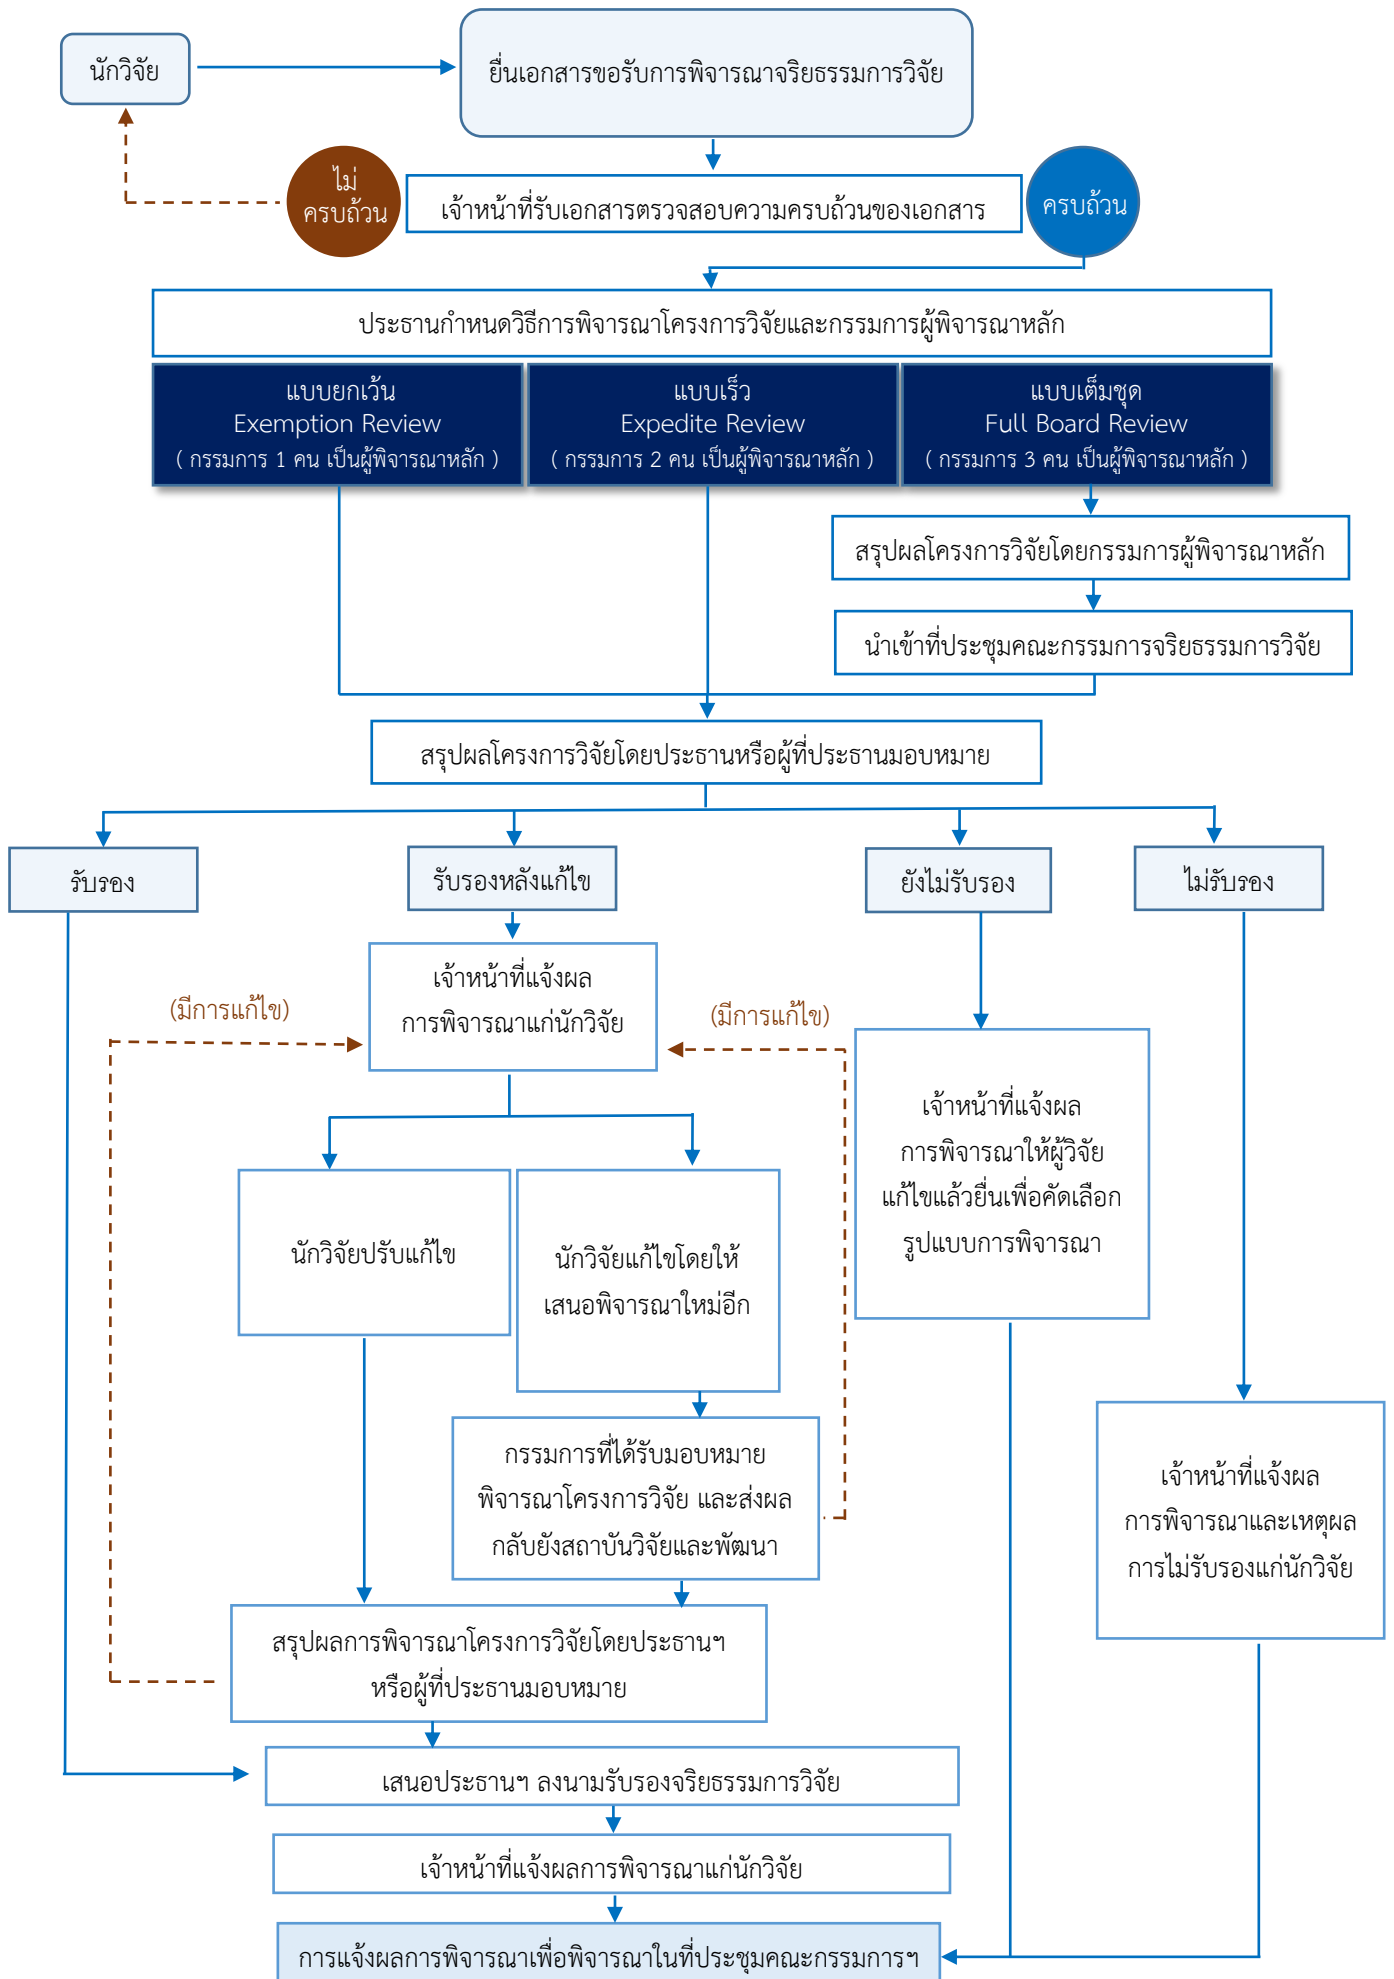 นักวิจัย
ยื่นเอกสารขอรับการพิจารณาจริยธรรมการวิจัย
ไม่
ครบถ้วน
เจ้าหน้าที่รับเอกสารตรวจสอบความครบถ้วนของเอกสาร
ครบถ้วน
ประธานกำหนดวิธีการพิจารณาโครงการวิจัยและกรรมการผู้พิจารณาหลัก
แบบยกเว้น
Exemption Review
( กรรมการ 1 คน เป็นผู้พิจารณาหลัก )
แบบเร็ว
Expedite Review
( กรรมการ 2 คน เป็นผู้พิจารณาหลัก )
แบบเต็มชุด
Full Board Review
( กรรมการ 3 คน เป็นผู้พิจารณาหลัก )
สรุปผลโครงการวิจัยโดยกรรมการผู้พิจารณาหลัก
นำเข้าที่ประชุมคณะกรรมการจริยธรรมการวิจัย
สรุปผลโครงการวิจัยโดยประธานหรือผู้ที่ประธานมอบหมาย
รับรอง
รับรองหลังแก้ไข
ยังไม่รับรอง
ไม่รับรอง
เจ้าหน้าที่แจ้งผล
การพิจารณาแก่นักวิจัย
(มีการแก้ไข)
(มีการแก้ไข)
เจ้าหน้าที่แจ้งผล
การพิจารณาให้ผู้วิจัย
แก้ไขแล้วยื่นเพื่อคัดเลือก
รูปแบบการพิจารณา
นักวิจัยปรับแก้ไข
นักวิจัยแก้ไขโดยให้
เสนอพิจารณาใหม่อีก
กรรมการที่ได้รับมอบหมาย
พิจารณาโครงการวิจัย และส่งผล
กลับยังสถาบันวิจัยและพัฒนา
เจ้าหน้าที่แจ้งผล
การพิจารณาและเหตุผล
การไม่รับรองแก่นักวิจัย
สรุปผลการพิจารณาโครงการวิจัยโดยประธานฯ
หรือผู้ที่ประธานมอบหมาย
เสนอประธานฯ ลงนามรับรองจริยธรรมการวิจัย
เจ้าหน้าที่แจ้งผลการพิจารณาแก่นักวิจัย
การแจ้งผลการพิจารณาเพื่อพิจารณาในที่ประชุมคณะกรรมการฯ